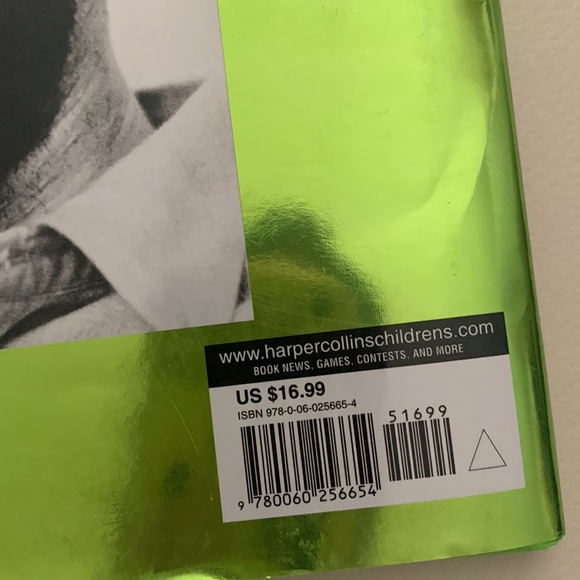 www.harpercollinschildrens.com
BOOK NEWS, GAMES, CONTESTS, AND MORE
US $16.99
ISBN 978-0-06-025665-4
51699
9 780060 256654